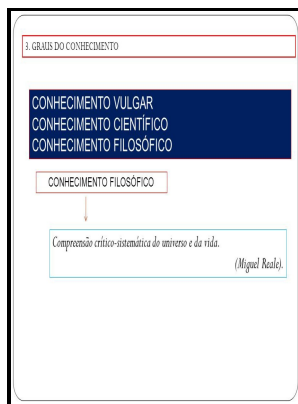 3. GRAUS DO CONHECIMENTO
CONHECIMENTO VULGAR
CONHECIMENTO CIENTÍFICO
CONHECIMENTO FILOSÓFICO
CONHECIMENTO FILOSÓFICO
Compreensão crítico-sistemática do universo e da vida.
(Miguel Reale).